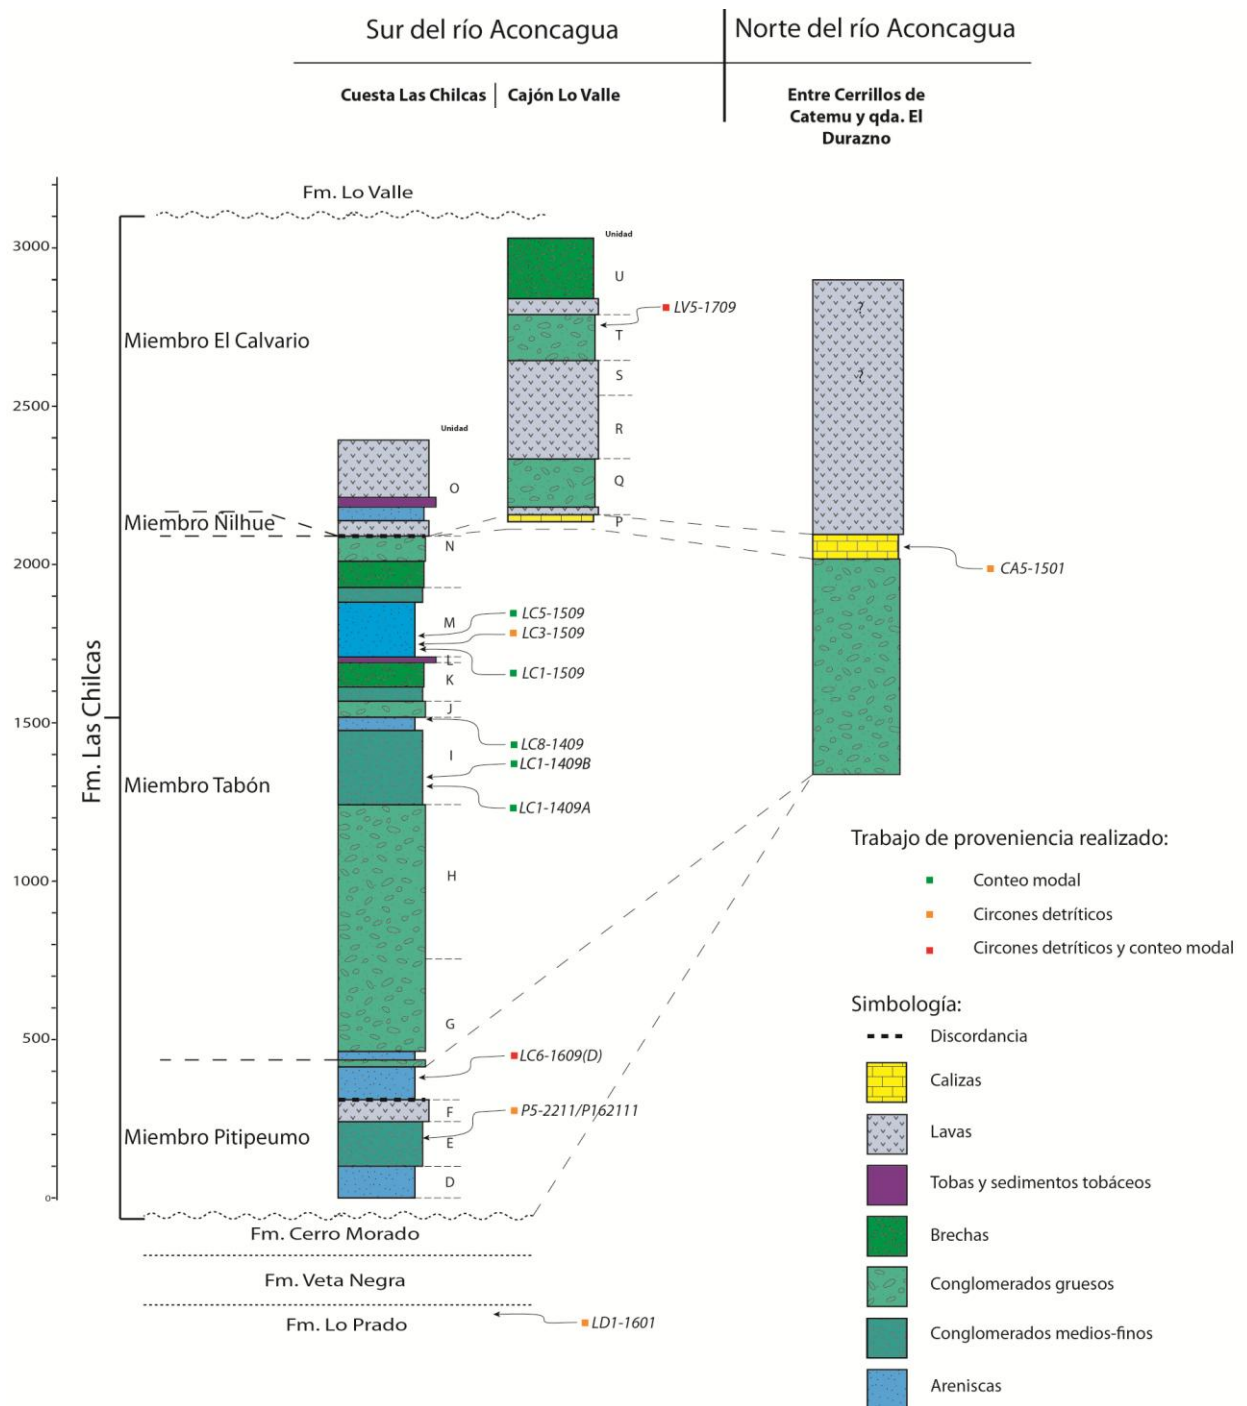 Sur del río Aconcagua
Norte del río Aconcagua
Cuesta Las Chilcas
Cajón Lo Valle
Entre Cerrillos de
Catemu y qda. El
Durazno
Fm. Lo Valle
Unidad
3000
U
LV5-1709
?
Miembro El Calvario
T
S
?
2500
R
Unidad
Q
O
Miembro Ñilhue
P
N
2000
CA5-1501
LC5-1509
M
LC3-1509
L
LC1-1509
K
J
Fm. Las Chilcas
1500
LC8-1409
I
LC1-1409B
Miembro Tabón
LC1-1409A
Trabajo de proveniencia realizado:
H
1000
Conteo modal
Circones detríticos
Circones detríticos y conteo modal
Simbología:
G
500
Discordancia
LC6-1609(D)
Calizas
P5-2211/P162111
F
Lavas
Miembro Pitipeumo
E
D
Tobas y sedimentos tobáceos
0
Fm. Cerro Morado
Brechas
Fm. Veta Negra
Conglomerados gruesos
Fm. Lo Prado
LD1-1601
Conglomerados medios-finos
Areniscas